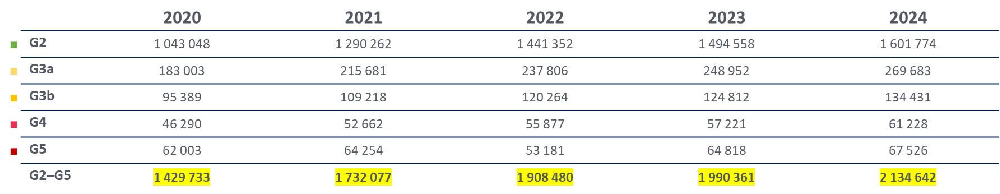 2020 2021 2022 2023 2024
G2 1 043 048 1 290 262 1 441 352 1 494 558 1 601 774
G3a 183 003 215 681 237 806 248 952 269 683
G3b 95 389 109 218 120 264 124 812 134 431
G4 46 290 52 662 55 877 57 221 61 228
G5 62 003 64 254 53 181 64 818 67 526
G2–G5 1 429 733 1 732 077 1 908 480 1 990 361 2 134 642